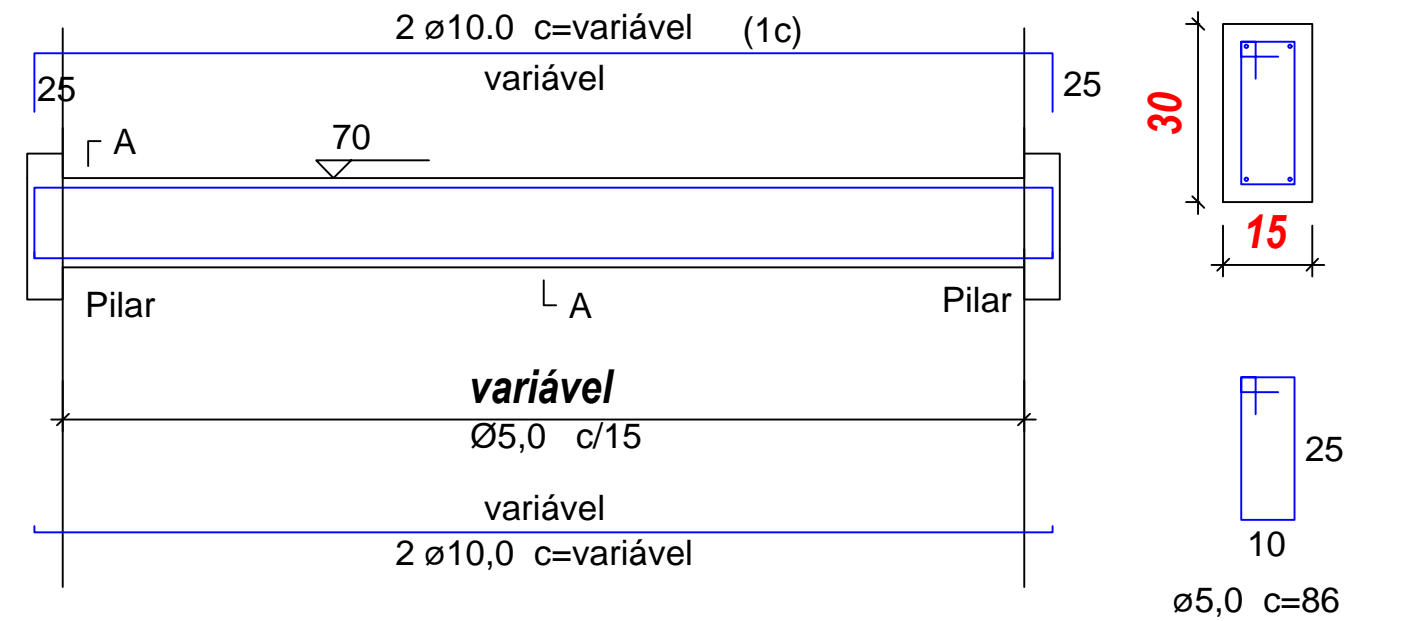 2 ø10.0 c=variável (1c)
variável
25
25
A
70
30
15
Pilar
A
Pilar
variável
Ø5,0 c/15
variável
2 ø10,0 c=variável
25
10
ø5,0 c=86